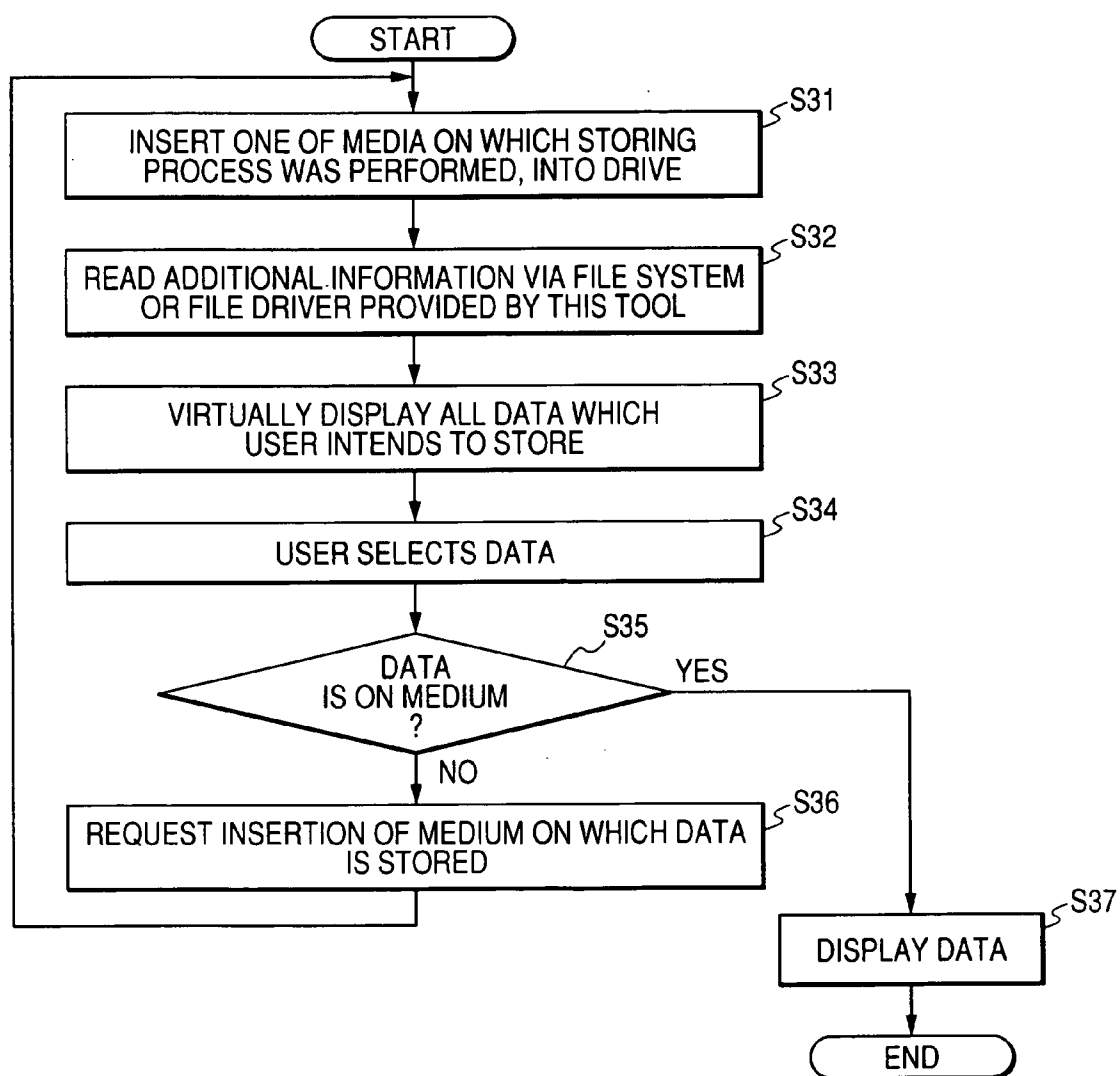 START
S31
INSERT ONE OF MEDIA ON WHICH STORING
PROCESS WAS PERFORMED, INTO DRIVE
S32
READ ADDITIONAL INFORMATION VIA FILE SYSTEM
OR FILE DRIVER PROVIDED BY THIS TOOL
S33
VIRTUALLY DISPLAY ALL DATA WHICH
USER INTENDS TO STORE
S34
USER SELECTS DATA
S35
DATA
IS ON MEDIUM
?
YES
NO
S36
REQUEST INSERTION OF MEDIUM ON WHICH DATA
IS STORED
S37
DISPLAY DATA
END